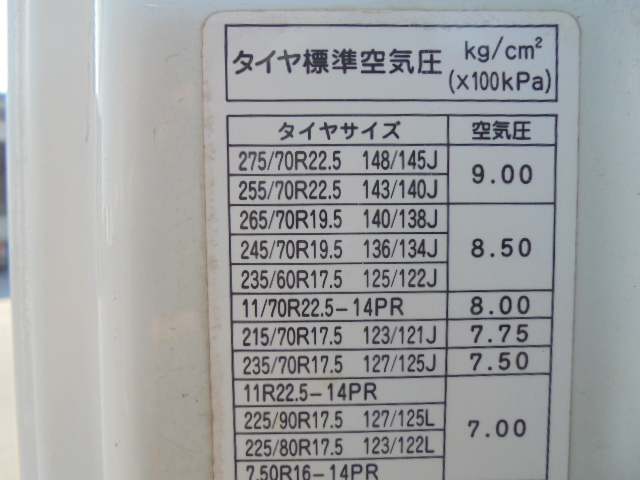 タイヤ標準空気圧 kg/cm²
(x100kPa)
タイヤサイズ 空気圧
275/70R22.5 148/145J 9.00
255/70R22.5 143/140J
265/70R19.5 140/138J 8.50
245/70R19.5 136/134J
235/60R17.5 125/122J
11/70R22.5-14PR 8.00
215/70R17.5 123/121J 7.75
235/70R17.5 127/125J 7.50
11R22.5-14PR 7.00
225/90R17.5 127/125L
225/80R17.5 123/122L
7.50R16-14PR